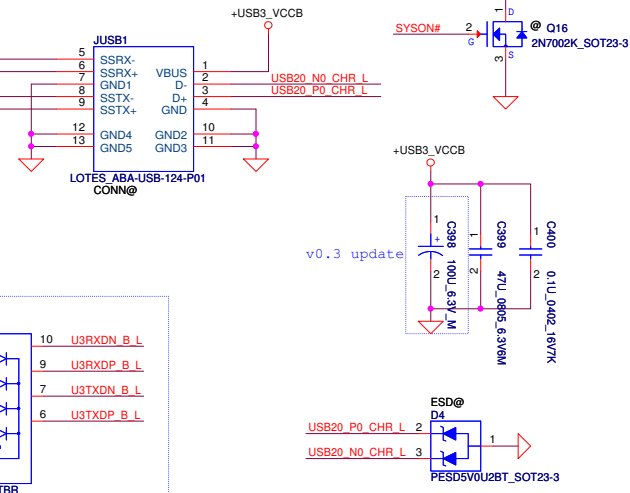 +USB3_VCCB
JUSB1
5 SSRX-
6 SSRX+ VBUS 1
7 GND1 D- 2 USB20_N0_CHR_L
8 SSTX- D+ 3 USB20_P0_CHR_L
9 SSTX+ GND 4
12 GND4 GND2 10
13 GND5 GND3 11
LOTES_ABA-USB-124-P01
CONN@
1 D
SYSON# 2 G @ Q16
2N7002K_SOT23-3
3 S
+USB3_VCCB
v0.3 update
1 + 2 C398 100U_6.3V_M
1 2 C399 47U_0805_6.3V6M
1 2 C400 0.1U_0402_16V7K
10 U3RXDN_B_L
9 U3RXDP_B_L
7 U3TXDN_B_L
6 U3TXDP_B_L
ESD@
D4
USB20_P0_CHR_L 2
1
USB20_N0_CHR_L 3
PESD5V0U2BT_SOT23-3